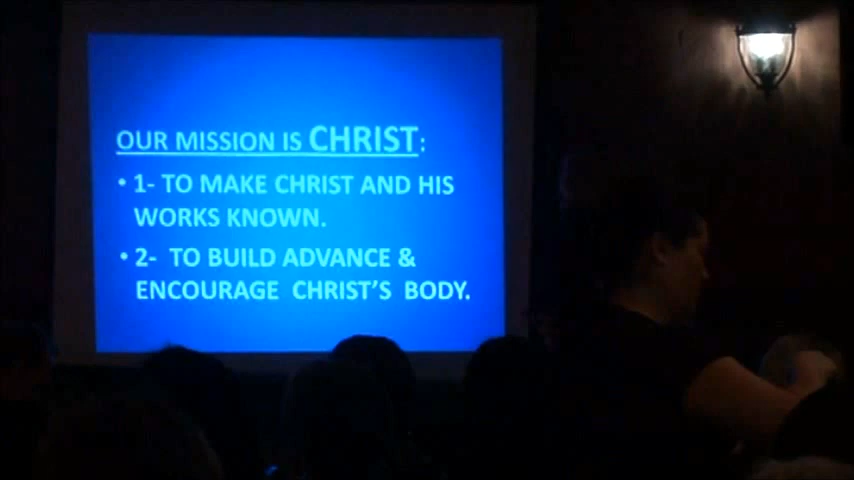 OUR MISSION IS CHRIST:
• 1- TO MAKE CHRIST AND HIS
WORKS KNOWN.
• 2- TO BUILD ADVANCE &
ENCOURAGE CHRIST'S BODY.